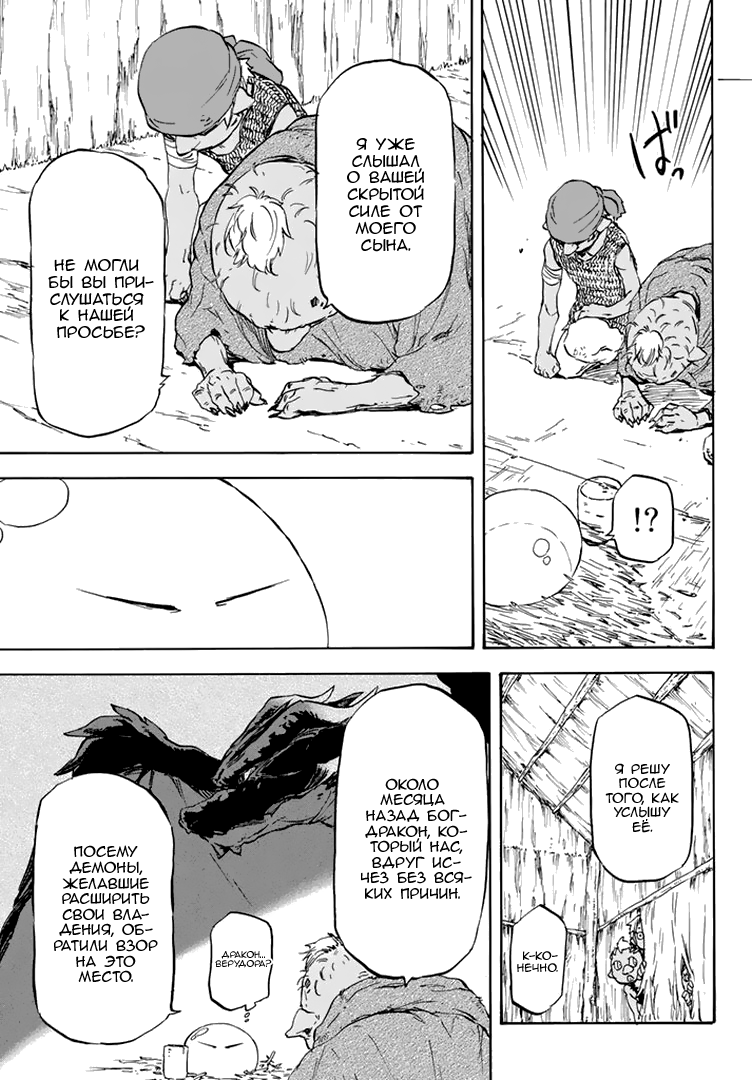 ばっ
!?
Я УЖЕ
СЛЫШАЛ
О ВАШЕЙ
СКРЫТОЙ
СИЛЕ ОТ
МОЕГО
СЫНА.
НЕ МОГЛИ
БЫ ВЫ ПРИ-
СЛУШАТЬСЯ
К НАШЕЙ
ПРОСЬБЕ?
Я РЕШУ
ПОСЛЕ
ТОГО, КАК
УСЛЫШУ
ЕЁ.
К-КО-
НЕЧНО.
ОКОЛО
МЕСЯЦА
НАЗАД БОГ-
ДРАКОН, КО-
ТОРЫЙ НАС,
ВДРУГ ИС-
ЧЕЗ БЕЗ ВСЯ-
КИХ ПРИЧИН.
ДРАКОН...
ВЕРУДОРА?
ПОСЕМУ
ДЕМОНЫ,
ЖЕЛАВШИЕ
РАСШИРИТЬ
СВОИ ВЛА-
ДЕНИЯ, ОБ-
РАТИЛИ ВЗОР
НА ЭТО
МЕСТО.